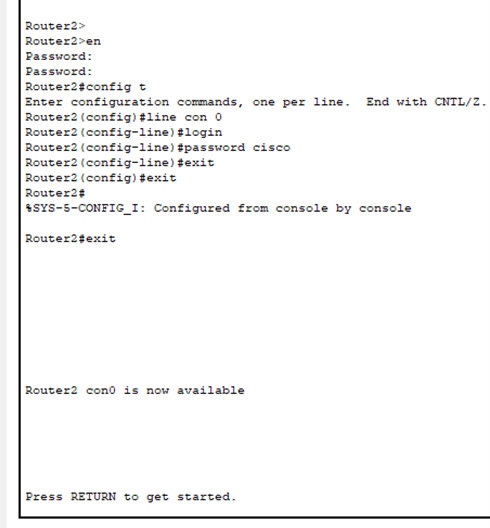 Router2>
Router2>en
Password:
Password:
Router2#config t
Enter configuration commands, one per line.  End with CNTL/Z.
Router2(config)#line con 0
Router2(config-line)#login
Router2(config-line)#password cisco
Router2(config-line)#exit
Router2(config)#exit
Router2#
%SYS-5-CONFIG_I: Configured from console by console
Router2#exit
Router2 con0 is now available
Press RETURN to get started.